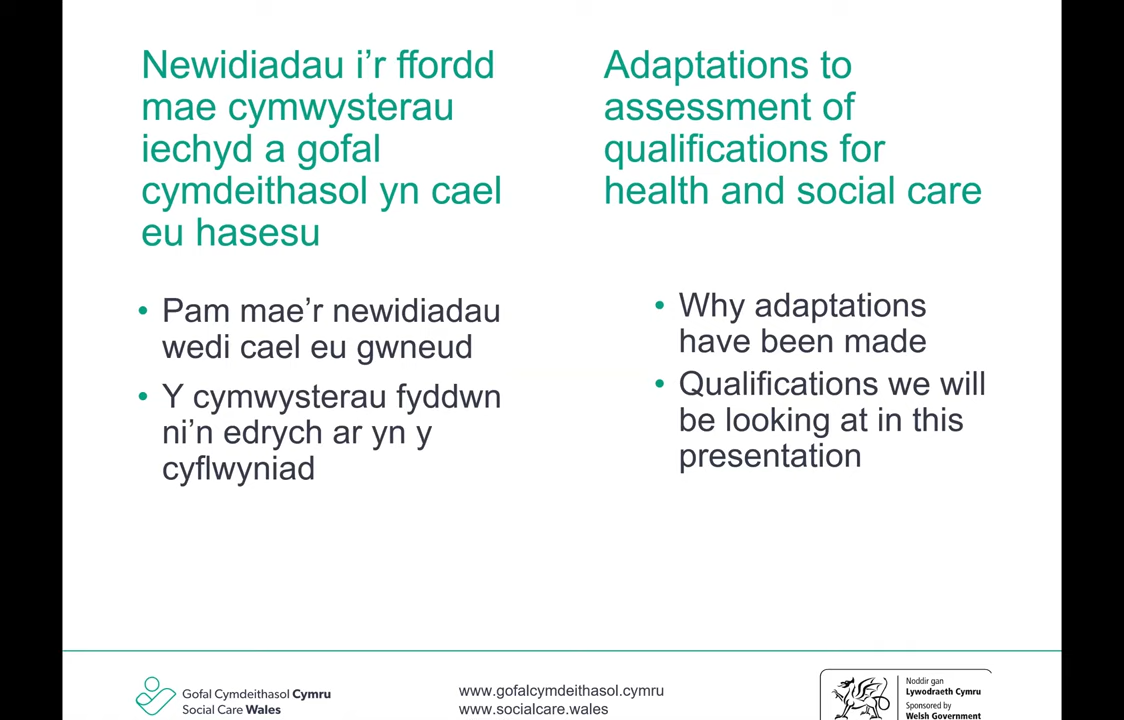 Newidiadau i’r ffordd
mae cymwysterau
iechyd a gofal
cymdeithasol yn cael
eu hasesu
• Pam mae’r newidiadau
wedi cael eu gwneud
• Y cymwysterau fyddwn
ni’n edrych ar yn y
cyflwyniad
Adaptations to
assessment of
qualifications for
health and social care
• Why adaptations
have been made
• Qualifications we will
be looking at in this
presentation
Gofal Cymdeithasol Cymru
Social Care Wales
www.gofalcymdeithasol.cymru
www.socialcare.wales
Noddir gan
Lywodraeth Cymru
Sponsored by
Welsh Government